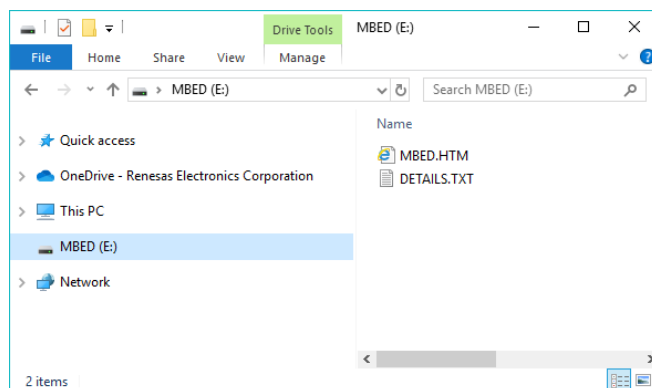 Drive Tools MBED (E:)
File Home Share View Manage
MBED (E:) Search MBED (E:)
Quick access
OneDrive - Renesas Electronics Corporation
This PC
MBED (E:)
Network
Name
MBED.HTM
DETAILS.TXT
2 items